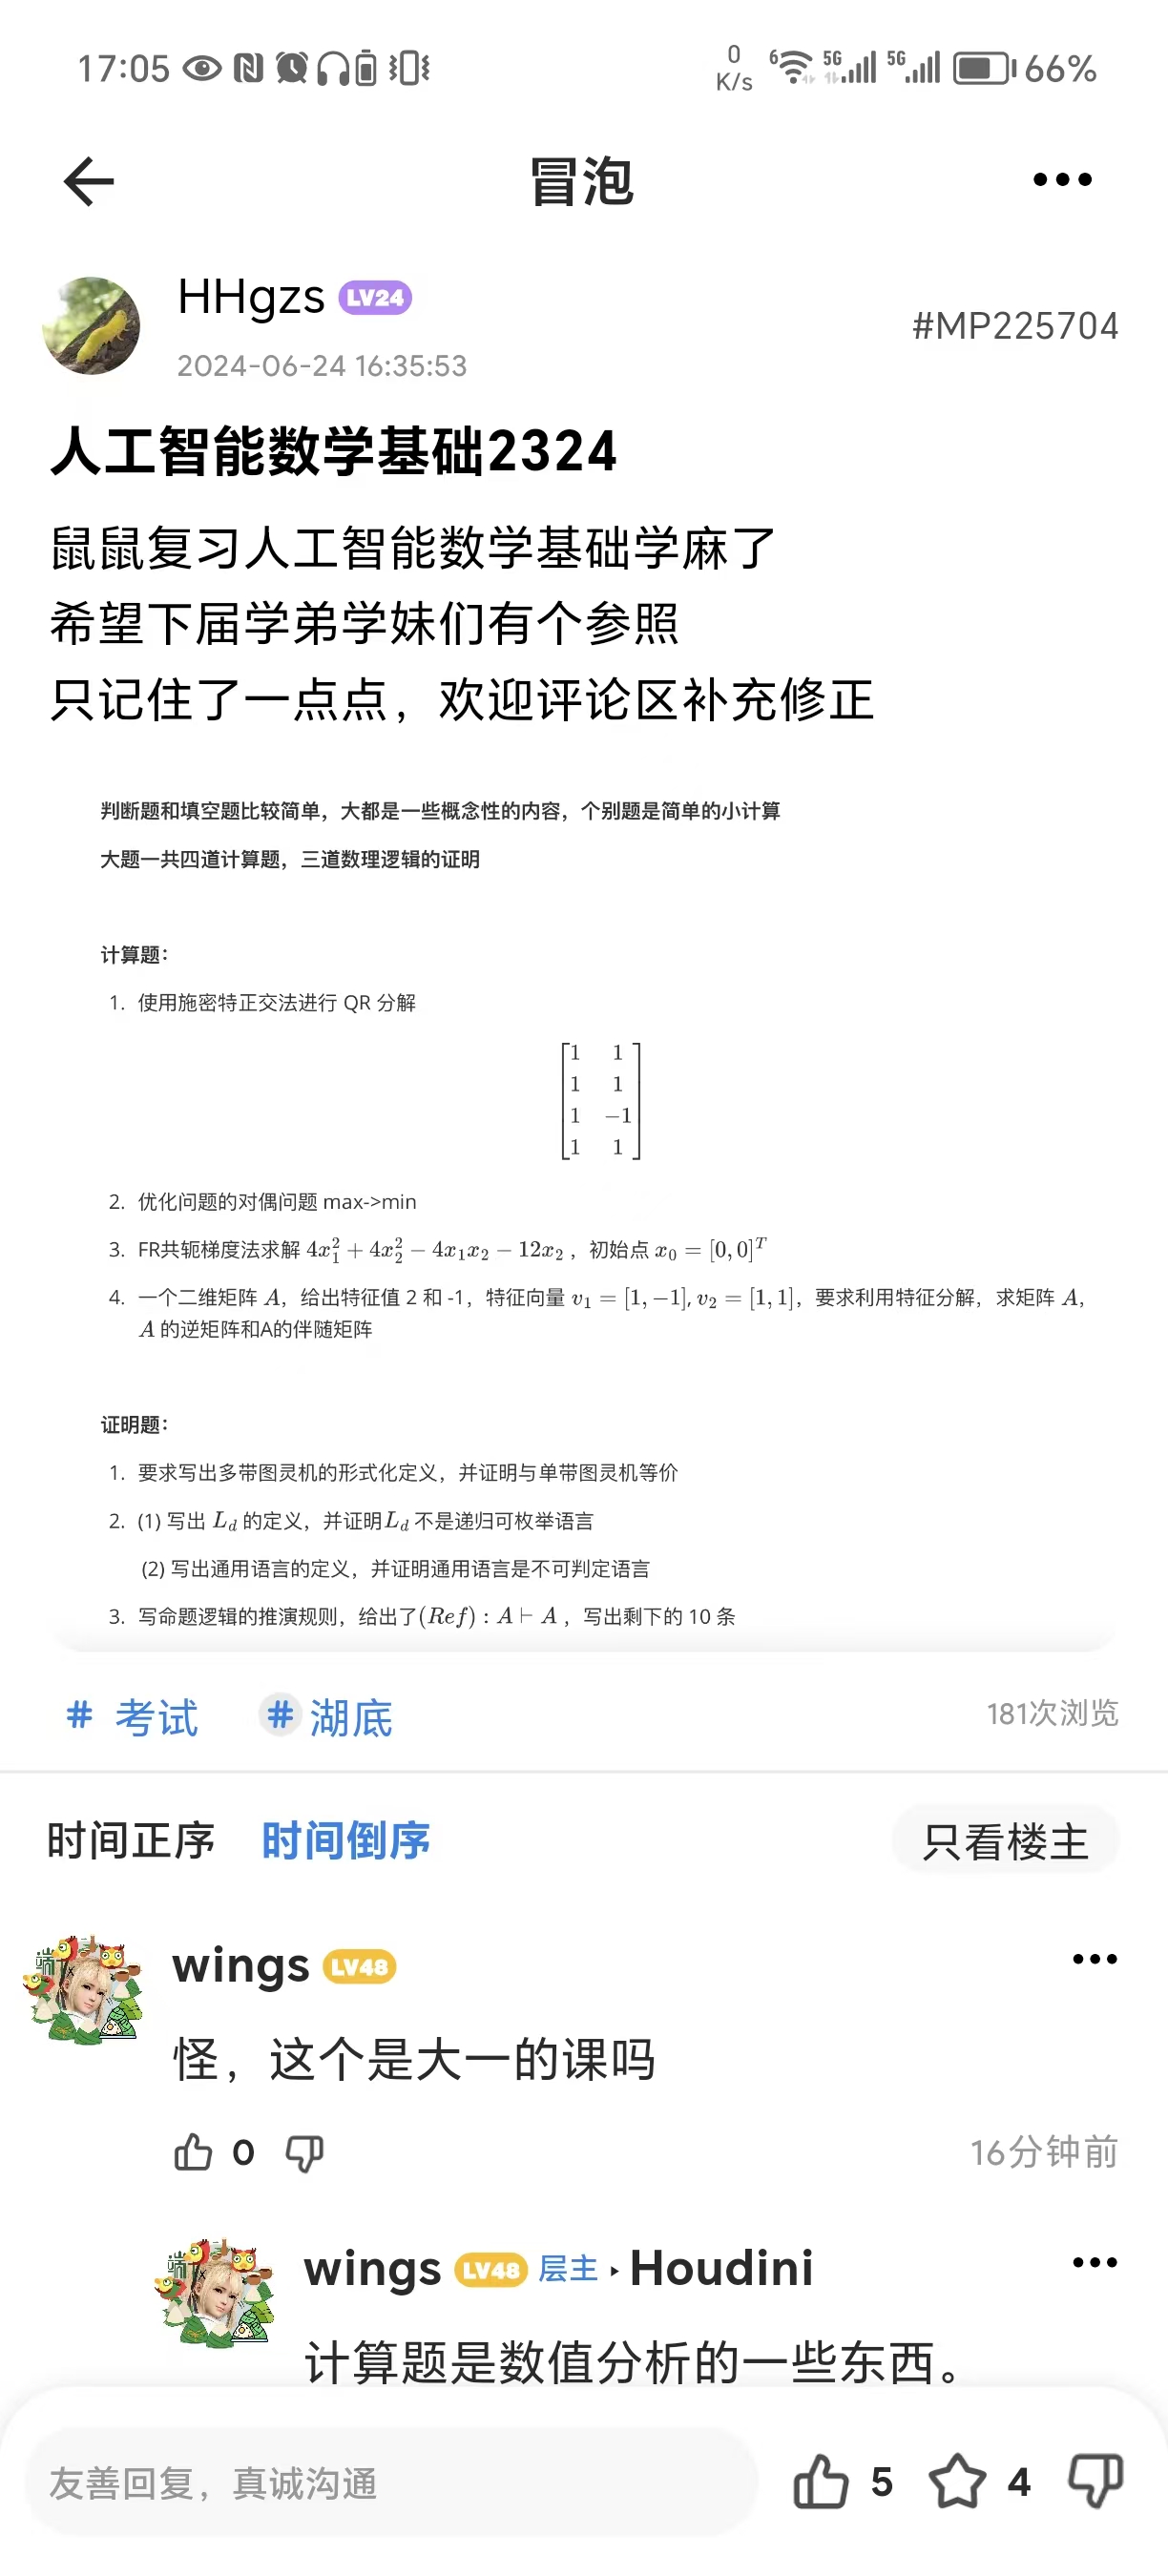 17:05
0
K/s
6
5G
5G
66%
冒泡
HHgzs LV24
#MP225704
2024-06-24 16:35:53
人工智能数学基础2324
鼠鼠复习人工智能数学基础学麻了
希望下届学弟学妹们有个参照
只记住了一点点，欢迎评论区补充修正
判断题和填空题比较简单，大都是一些概念性的内容，个别题是简单的小计算
大题一共四道计算题，三道数理逻辑的证明
计算题：
1. 使用施密特正交法进行 QR 分解
1 1
1 1
1 −1
1 1
2. 优化问题的对偶问题 max->min
3. FR共轭梯度法求解 4x₁² + 4x₂² − 4x₁x₂ − 12x₂ ，初始点 x₀ = [0, 0]ᵀ
4. 一个二维矩阵 A，给出特征值 2 和 -1，特征向量 v₁ = [1, −1], v₂ = [1, 1]，要求利用特征分解，求矩阵 A，
A 的逆矩阵和A的伴随矩阵
证明题：
1. 要求写出多带图灵机的形式化定义，并证明与单带图灵机等价
2. (1) 写出 L_d 的定义，并证明L_d 不是递归可枚举语言
(2) 写出通用语言的定义，并证明通用语言是不可判定语言
3. 写命题逻辑的推演规则，给出了(Ref) : A ⊢ A ，写出剩下的 10 条
# 考试 # 湖底
181次浏览
时间正序 时间倒序 只看楼主
wings LV48
怪，这个是大一的课吗
0
16分钟前
wings LV48 层主 ▸ Houdini
计算题是数值分析的一些东西。
友善回复，真诚沟通
5
4